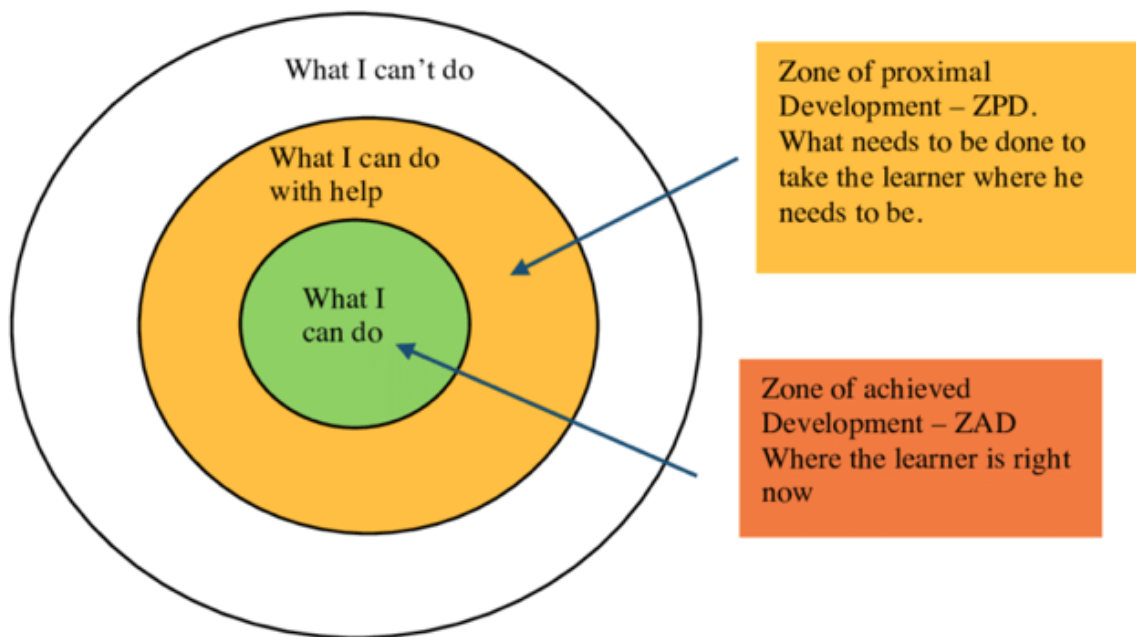 What I can't do
What I can do
with help
What I
can do
Zone of proximal
Development – ZPD.
What needs to be done to
take the learner where he
needs to be.
Zone of achieved
Development – ZAD
Where the learner is right
now